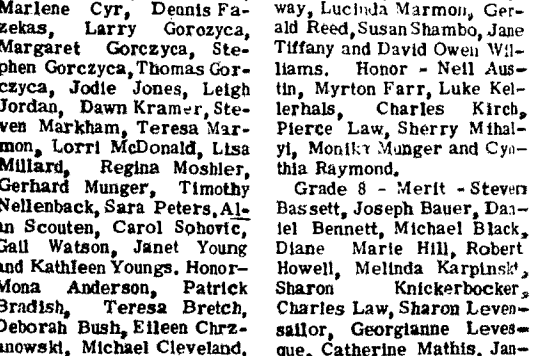 Marlene Cyr, Dennis Fa-
zekas, Larry Gorozyca,
Margaret Gorczyca, Ste-
phen Gorczyca, Thomas Gor-
czyca, Jodie Jones, Leigh
Jordan, Dawn Kramer, Ste-
ven Markham, Teresa Mar-
mon, Lorri McDonald, Lisa
Millard, Regina Moshier,
Gerhard Munger, Timothy
Nellenback, Sara Peters, Al-
an Scouten, Carol Sohovic,
Gail Watson, Janet Young
and Kathleen Youngs. Honor-
Mona Anderson, Patrick
Bradish, Teresa Bretch,
Deborah Bush, Eileen Chrz-
anowski, Michael Cleveland,
way, Lucinda Marmon, Ger-
ald Reed, Susan Shambo, Jane
Tiffany and David Owen Wil-
liams. Honor - Neil Aus-
tin, Myrton Farr, Luke Kel-
lerhals, Charles Kirch,
Pierce Law, Sherry Mihal-
yi, Monika Munger and Cyn-
thia Raymond.
Grade 8 - Merit - Steven
Bassett, Joseph Bauer, Dan-
iel Bennett, Michael Black,
Diane Marie Hill, Robert
Howell, Melinda Karpinski,
Sharon Knickerbocker,
Charles Law, Sharon Leven-
sailor, Georgianne Leves-
que, Catherine Mathis, Jan-